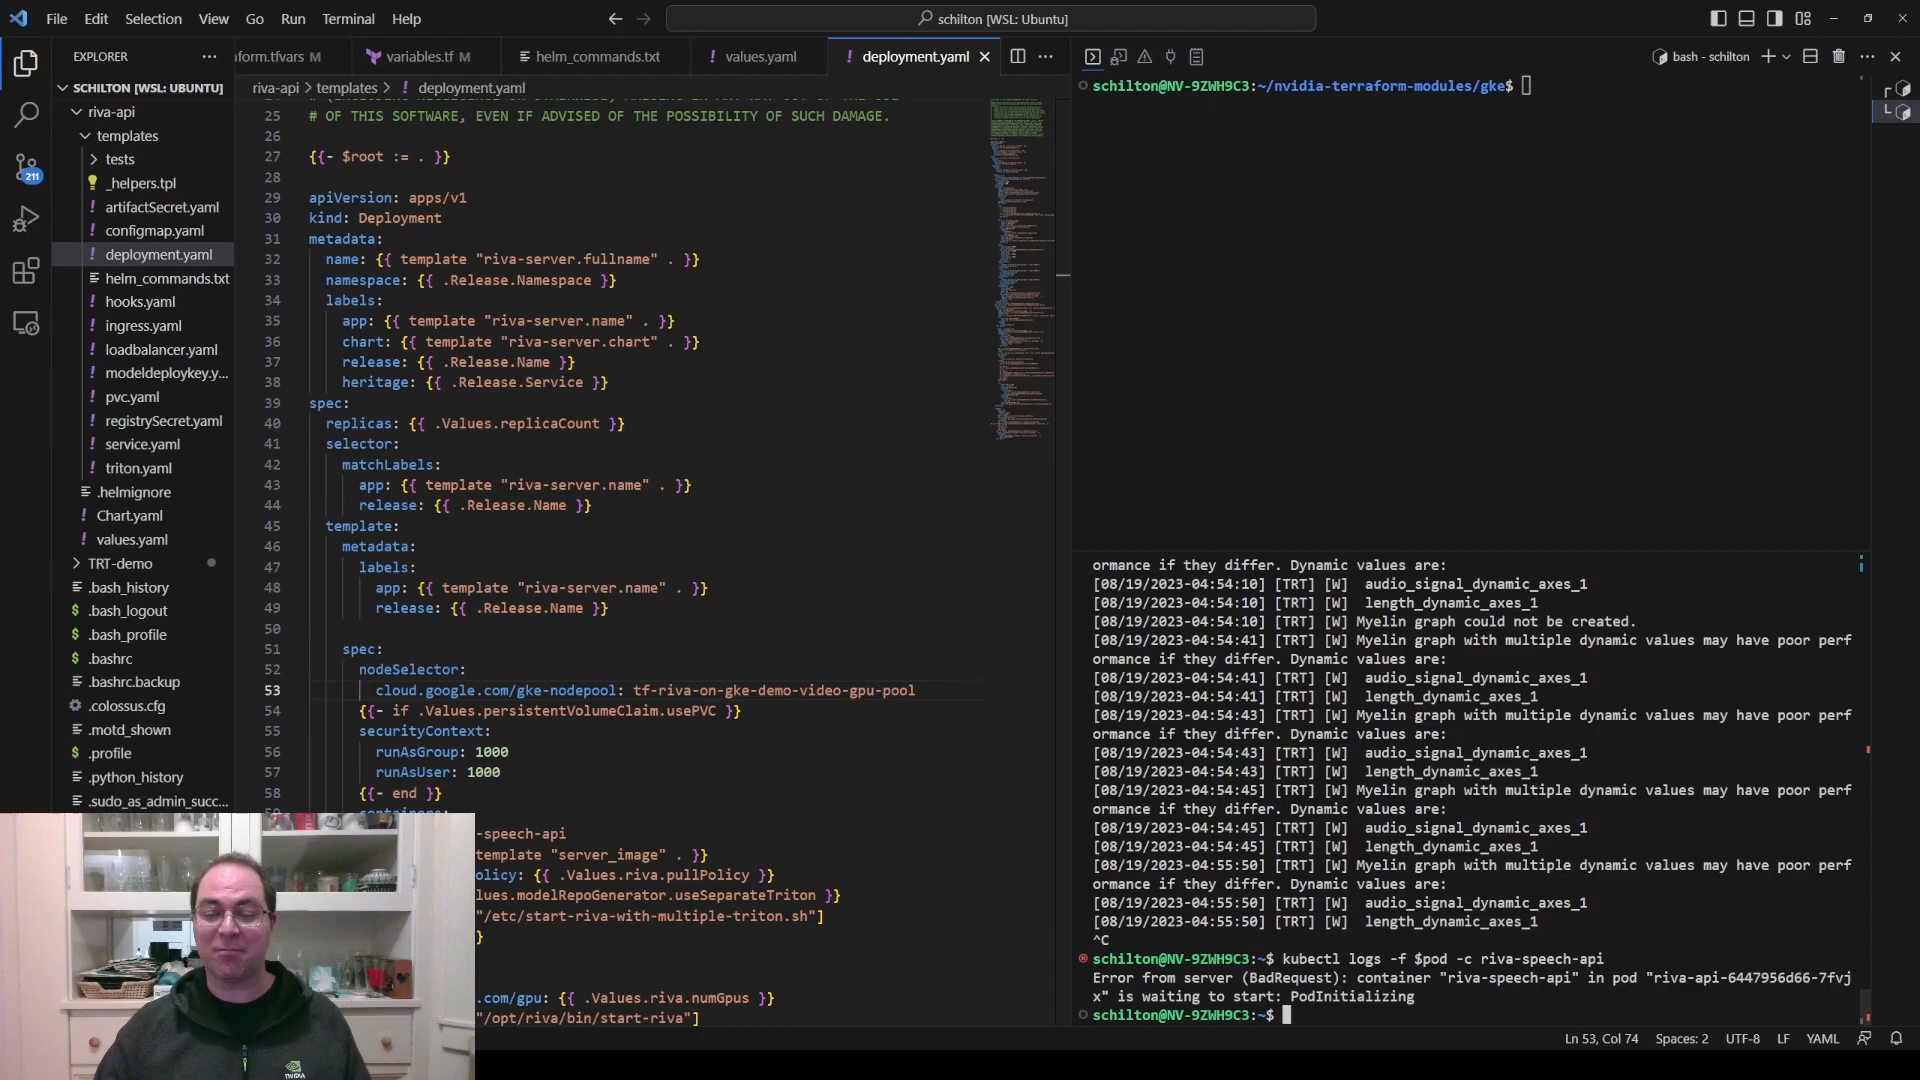 File Edit Selection View Go Run Terminal Help
schilton [WSL: Ubuntu]
EXPLORER
SCHILTON [WSL: UBUNTU]
riva-api
templates
tests
_helpers.tpl
artifactSecret.yaml
configmap.yaml
deployment.yaml
helm_commands.txt
hooks.yaml
ingress.yaml
loadbalancer.yaml
modeldeploykey.y...
pvc.yaml
registrySecret.yaml
service.yaml
triton.yaml
.helmignore
Chart.yaml
values.yaml
TRT-demo
.bash_history
.bash_logout
.bash_profile
.bashrc
.bashrc.backup
.colossus.cfg
.motd_shown
.profile
.python_history
.sudo_as_admin_succ...
211
form.tfvars M variables.tf M helm_commands.txt values.yaml deployment.yaml
riva-api > templates > deployment.yaml
25 # OF THIS SOFTWARE, EVEN IF ADVISED OF THE POSSIBILITY OF SUCH DAMAGE.
26
27 {{- $root := . }}
28
29 apiVersion: apps/v1
30 kind: Deployment
31 metadata:
32 name: {{ template "riva-server.fullname" . }}
33 namespace: {{ .Release.Namespace }}
34 labels:
35 app: {{ template "riva-server.name" . }}
36 chart: {{ template "riva-server.chart" . }}
37 release: {{ .Release.Name }}
38 heritage: {{ .Release.Service }}
39 spec:
40 replicas: {{ .Values.replicaCount }}
41 selector:
42 matchLabels:
43 app: {{ template "riva-server.name" . }}
44 release: {{ .Release.Name }}
45 template:
46 metadata:
47 labels:
48 app: {{ template "riva-server.name" . }}
49 release: {{ .Release.Name }}
50
51 spec:
52 nodeSelector:
53 cloud.google.com/gke-nodepool: tf-riva-on-gke-demo-video-gpu-pool
54 {{- if .Values.persistentVolumeClaim.usePVC }}
55 securityContext:
56 runAsGroup: 1000
57 runAsUser: 1000
58 {{- end }}
-speech-api
template "server_image" . }}
olicy: {{ .Values.riva.pullPolicy }}
alues.modelRepoGenerator.useSeparateTriton }}
"/etc/start-riva-with-multiple-triton.sh"]
}
.com/gpu: {{ .Values.riva.numGpus }}
"/opt/riva/bin/start-riva"]
bash - schilton
schilton@NV-9ZWH9C3:~/nvidia-terraform-modules/gke$
ormance if they differ. Dynamic values are:
[08/19/2023-04:54:10] [TRT] [W] audio_signal_dynamic_axes_1
[08/19/2023-04:54:10] [TRT] [W] length_dynamic_axes_1
[08/19/2023-04:54:10] [TRT] [W] Myelin graph could not be created.
[08/19/2023-04:54:41] [TRT] [W] Myelin graph with multiple dynamic values may have poor perf
ormance if they differ. Dynamic values are:
[08/19/2023-04:54:41] [TRT] [W] audio_signal_dynamic_axes_1
[08/19/2023-04:54:41] [TRT] [W] length_dynamic_axes_1
[08/19/2023-04:54:43] [TRT] [W] Myelin graph with multiple dynamic values may have poor perf
ormance if they differ. Dynamic values are:
[08/19/2023-04:54:43] [TRT] [W] audio_signal_dynamic_axes_1
[08/19/2023-04:54:43] [TRT] [W] length_dynamic_axes_1
[08/19/2023-04:54:45] [TRT] [W] Myelin graph with multiple dynamic values may have poor perf
ormance if they differ. Dynamic values are:
[08/19/2023-04:54:45] [TRT] [W] audio_signal_dynamic_axes_1
[08/19/2023-04:54:45] [TRT] [W] length_dynamic_axes_1
[08/19/2023-04:55:50] [TRT] [W] Myelin graph with multiple dynamic values may have poor perf
ormance if they differ. Dynamic values are:
[08/19/2023-04:55:50] [TRT] [W] audio_signal_dynamic_axes_1
[08/19/2023-04:55:50] [TRT] [W] length_dynamic_axes_1
^C
schilton@NV-9ZWH9C3:~$ kubectl logs -f $pod -c riva-speech-api
Error from server (BadRequest): container "riva-speech-api" in pod "riva-api-6447956d66-7fvj
x" is waiting to start: PodInitializing
schilton@NV-9ZWH9C3:~$
Ln 53, Col 74 Spaces: 2 UTF-8 LF YAML
NVIDIA